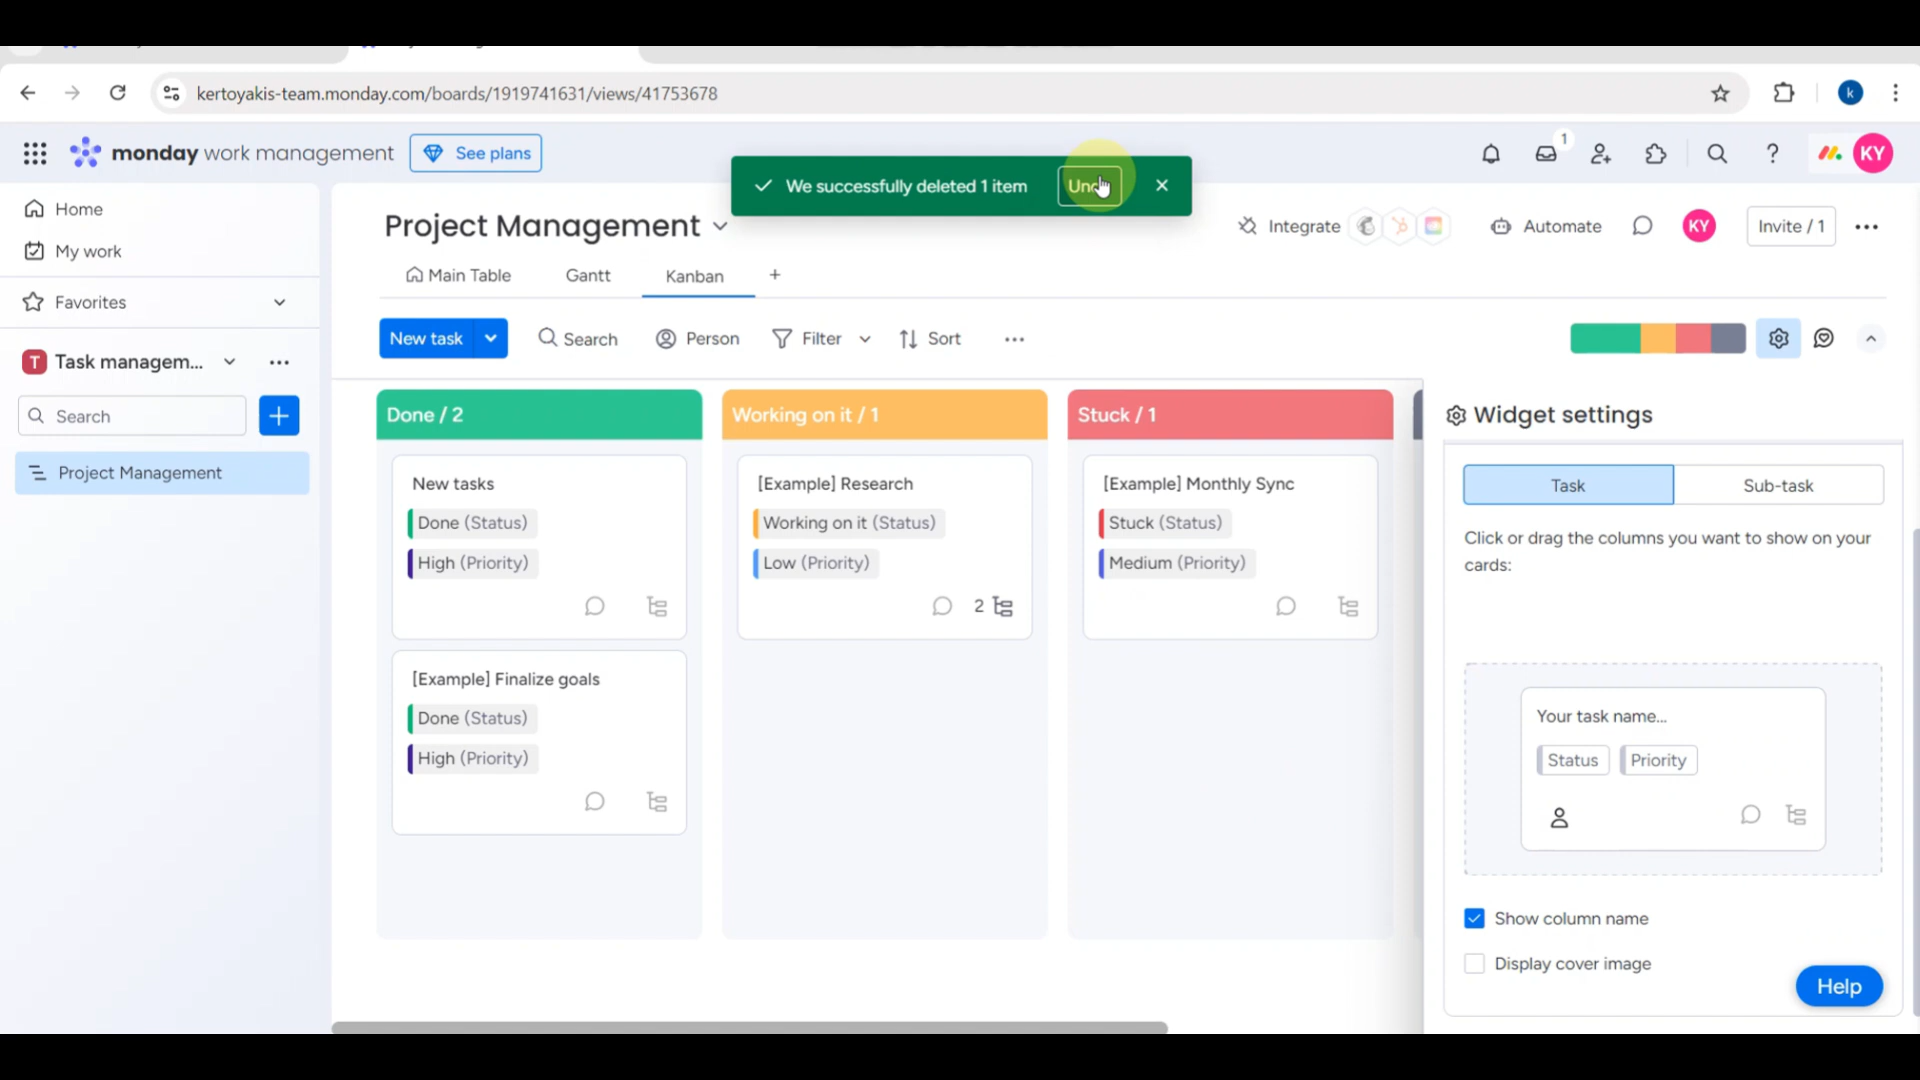 kertoyakis-team.monday.com/boards/1919741631/views/41753678
k
monday work management
See plans
We successfully deleted 1 item
1
KY
Home
My work
Favorites
T
Task managem...
Search
Project Management
Project Management
Integrate
Automate
KY
Invite / 1
Main Table
Gantt
Kanban
New task
Search
Person
Filter
Sort
Done / 2
New tasks
Done (Status)
High (Priority)
[Example] Finalize goals
Done (Status)
High (Priority)
Working on it / 1
[Example] Research
Working on it (Status)
Low (Priority)
2
Stuck / 1
[Example] Monthly Sync
Stuck (Status)
Medium (Priority)
Widget settings
Task
Sub-task
Click or drag the columns you want to show on your
cards:
Your task name...
Status
Priority
Show column name
Display cover image
Help